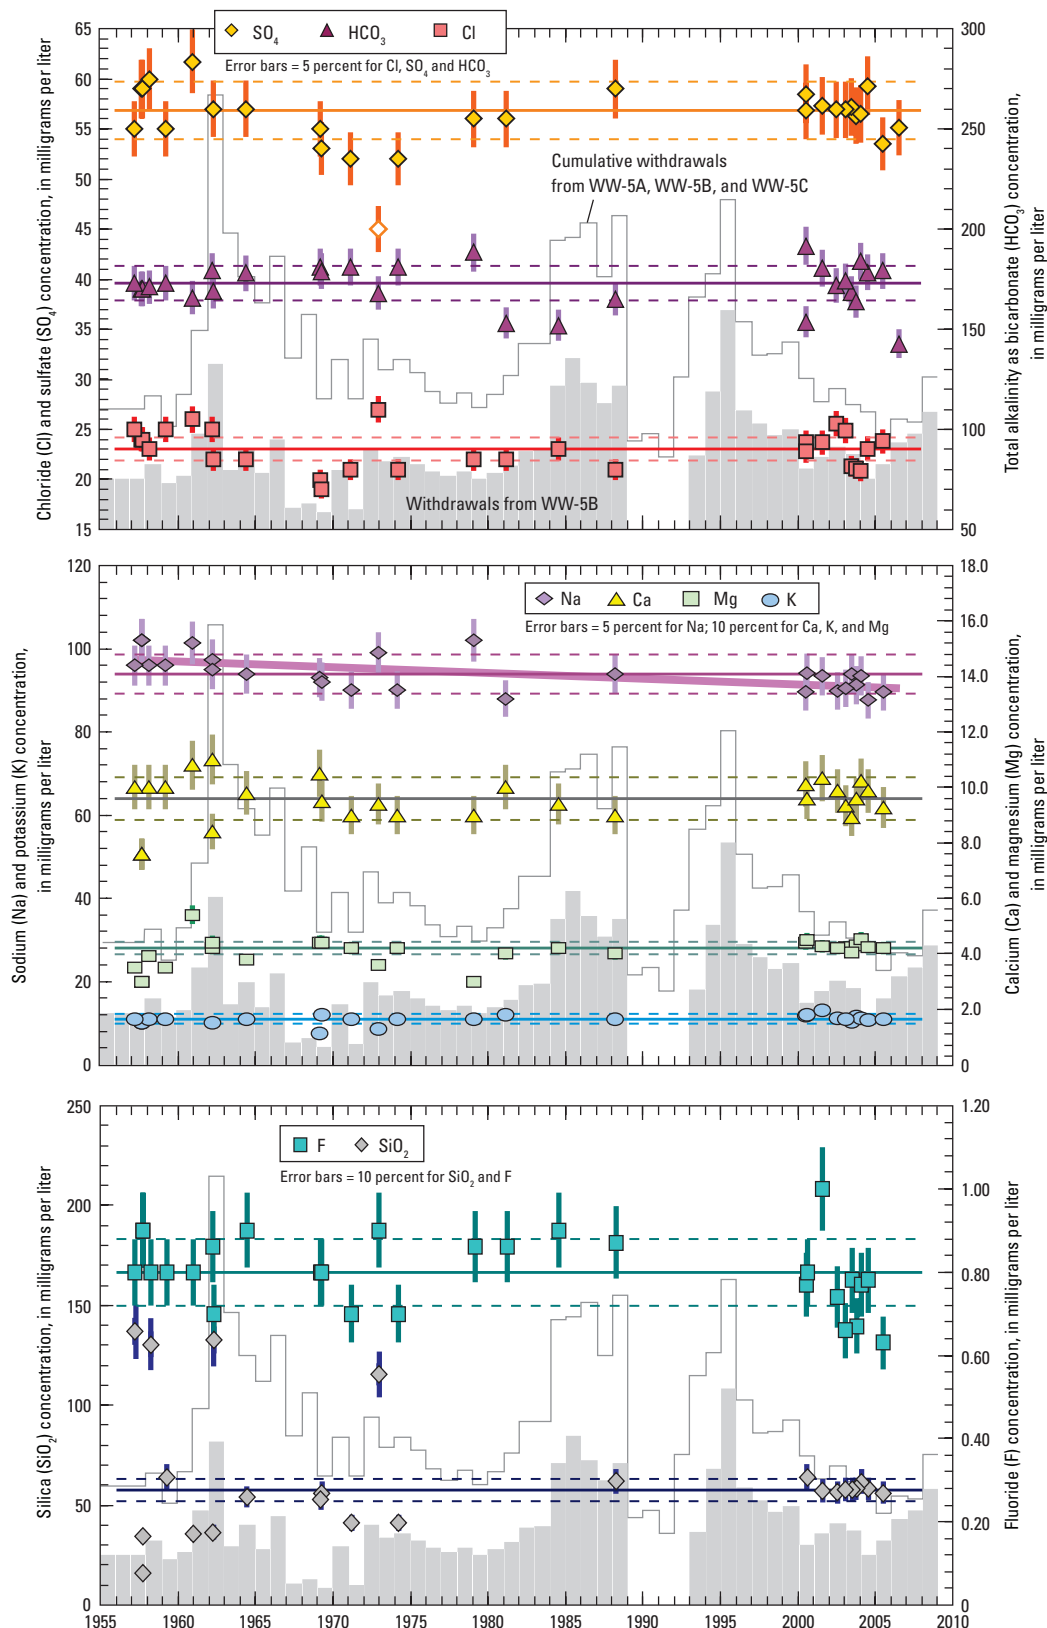 SO4 HCO3 Cl
Error bars = 5 percent for Cl, SO4 and HCO3
65
60
55
50
45
40
35
30
25
20
15
Chloride (Cl) and sulfate (SO4) concentration, in milligrams per liter
300
250
200
150
100
50
Total alkalinity as bicarbonate (HCO3) concentration,
in milligrams per liter
Cumulative withdrawals
from WW-5A, WW-5B, and WW-5C
Withdrawals from WW-5B
Na Ca Mg K
Error bars = 5 percent for Na; 10 percent for Ca, K, and Mg
120
100
80
60
40
20
0
Sodium (Na) and potassium (K) concentration,
in milligrams per liter
18.0
16.0
14.0
12.0
10.0
8.0
6.0
4.0
2.0
0
Calcium (Ca) and magnesium (Mg) concentration,
in milligrams per liter
F SiO2
Error bars = 10 percent for SiO2 and F
250
200
150
100
50
0
Silica (SiO2) concentration, in milligrams per liter
1.20
1.00
0.80
0.60
0.40
0.20
0
Fluoride (F) concentration, in milligrams per liter
1955 1960 1965 1970 1975 1980 1985 1990 1995 2000 2005 2010